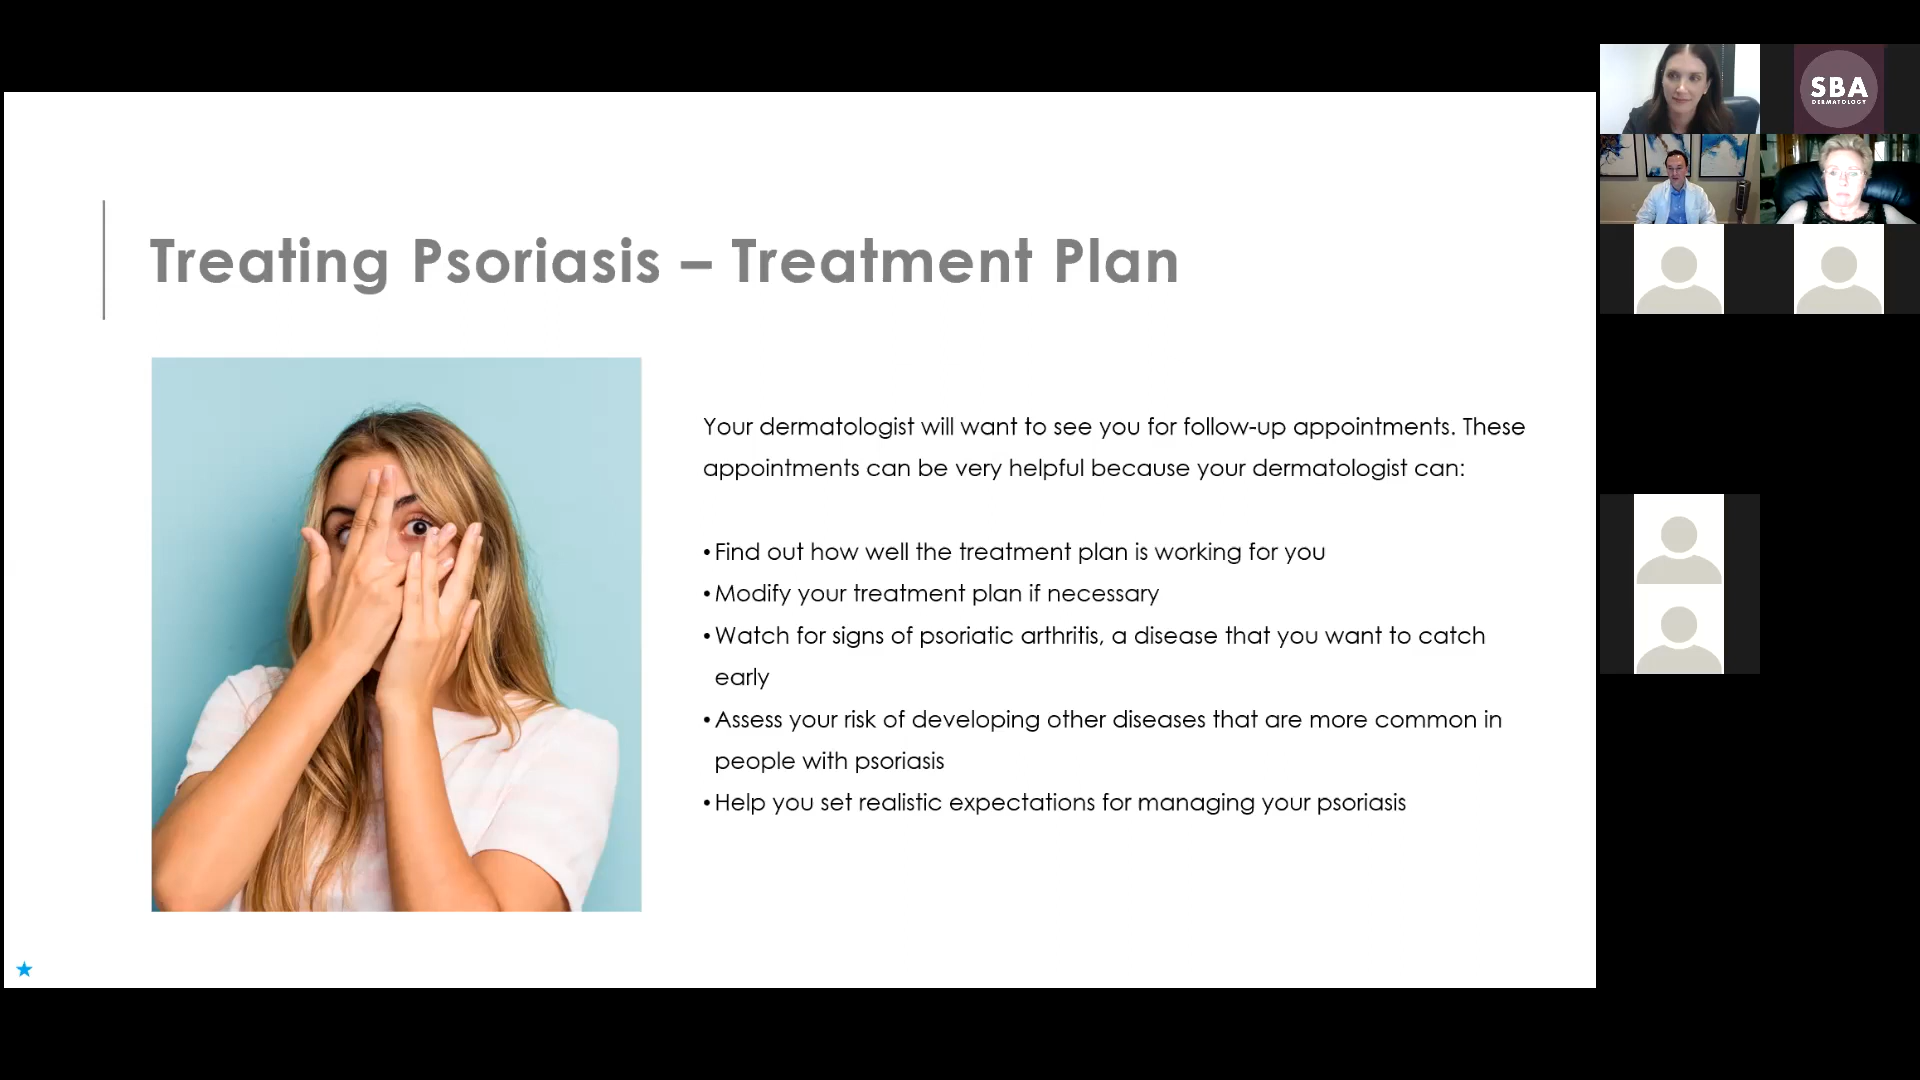 SBA
DERMATOLOGY
Treating Psoriasis – Treatment Plan
Your dermatologist will want to see you for follow-up appointments. These
appointments can be very helpful because your dermatologist can:
• Find out how well the treatment plan is working for you
• Modify your treatment plan if necessary
• Watch for signs of psoriatic arthritis, a disease that you want to catch
early
• Assess your risk of developing other diseases that are more common in
people with psoriasis
• Help you set realistic expectations for managing your psoriasis